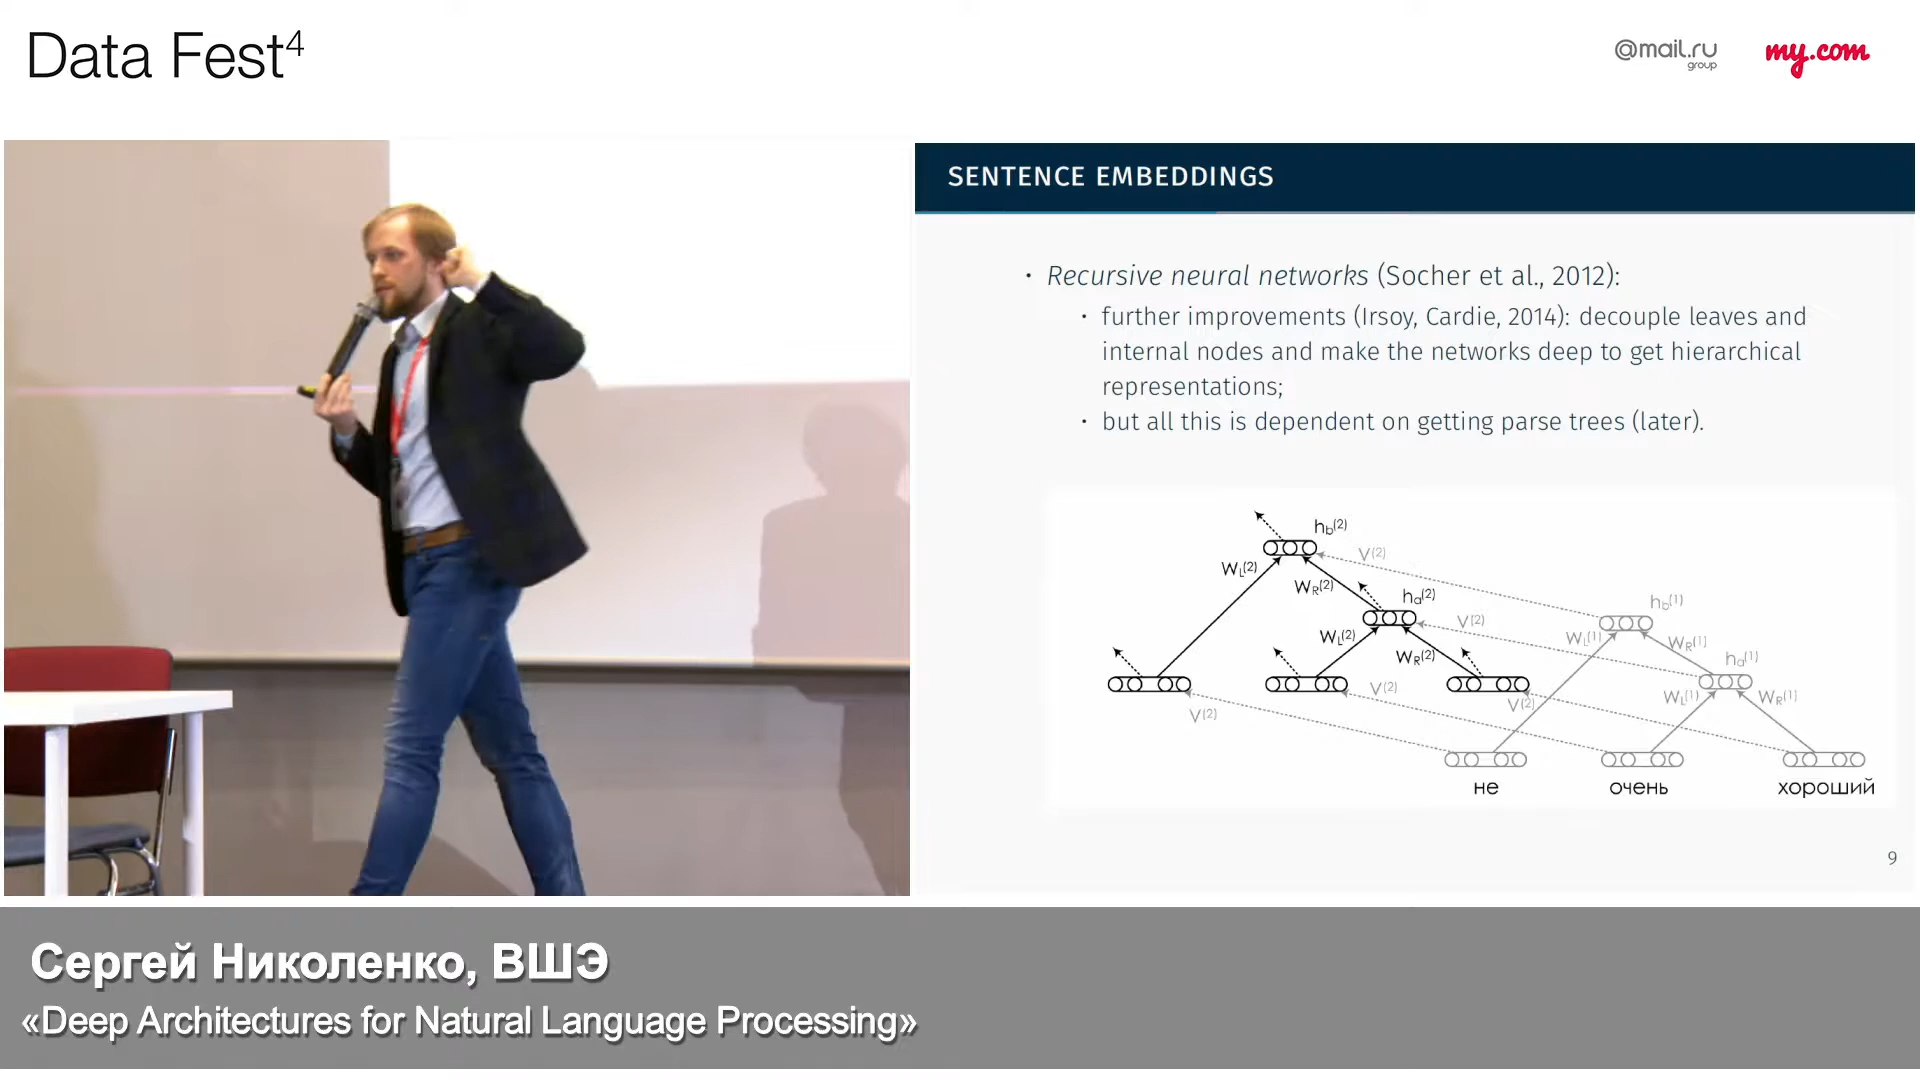 Data Fest⁴
@mail.ru
group
my.com
SENTENCE EMBEDDINGS
· Recursive neural networks (Socher et al., 2012):
· further improvements (Irsoy, Cardie, 2014): decouple leaves and
internal nodes and make the networks deep to get hierarchical
representations;
· but all this is dependent on getting parse trees (later).
h_b^(2)
W_L^(2)
W_R^(2)
V^(2)
h_a^(2)
W_L^(2)
W_R^(2)
V^(2)
V^(2)
V^(2)
V^(2)
h_b^(1)
W_L^(1)
W_R^(1)
h_a^(1)
W_L^(1)
W_R^(1)
не
очень
хороший
9
Сергей Николенко, ВШЭ
«Deep Architectures for Natural Language Processing»